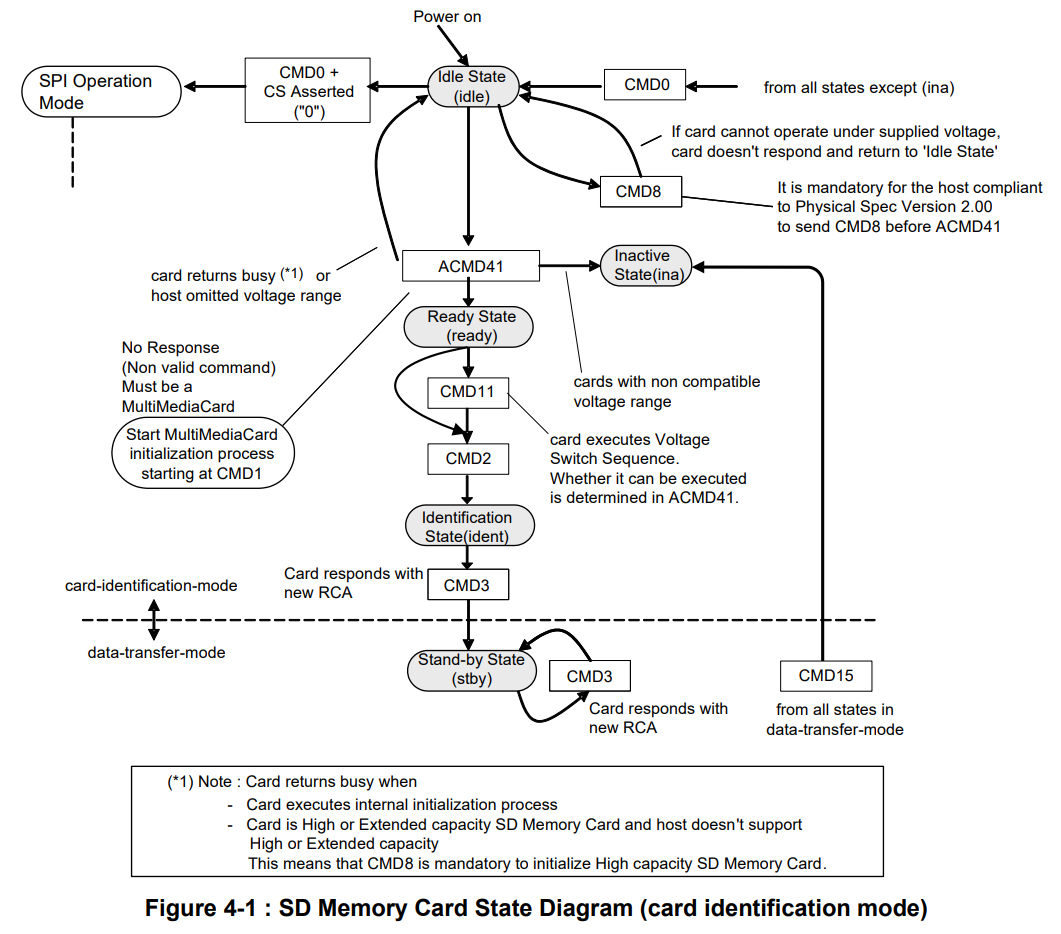 Power on
SPI Operation
Mode
CMD0 +
CS Asserted
("0")
Idle State
(idle)
CMD0
from all states except (ina)
If card cannot operate under supplied voltage,
card doesn't respond and return to 'Idle State'
CMD8
It is mandatory for the host compliant
to Physical Spec Version 2.00
to send CMD8 before ACMD41
card returns busy (*1) or
host omitted voltage range
ACMD41
Inactive
State(ina)
Ready State
(ready)
No Response
(Non valid command)
Must be a
MultiMediaCard
Start MultiMediaCard
initialization process
starting at CMD1
cards with non compatible
voltage range
CMD11
card executes Voltage
Switch Sequence.
Whether it can be executed
is determined in ACMD41.
CMD2
Identification
State(ident)
Card responds with
new RCA
CMD3
card-identification-mode
data-transfer-mode
Stand-by State
(stby)
CMD3
Card responds with
new RCA
CMD15
from all states in
data-transfer-mode
(*1) Note : Card returns busy when
- Card executes internal initialization process
- Card is High or Extended capacity SD Memory Card and host doesn't support
High or Extended capacity
This means that CMD8 is mandatory to initialize High capacity SD Memory Card.
Figure 4-1 : SD Memory Card State Diagram (card identification mode)